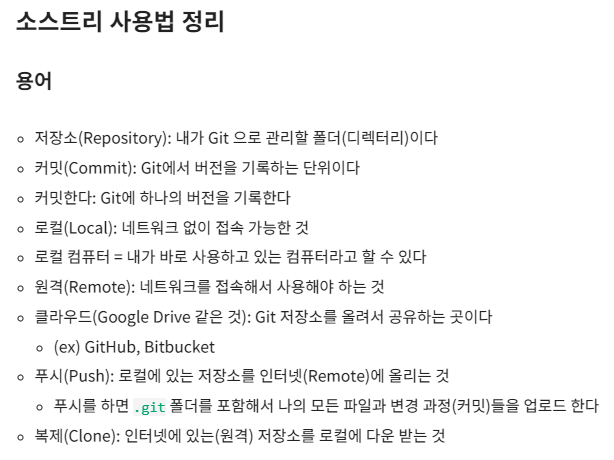 소스트리 사용법 정리
용어
저장소(Repository): 내가 Git 으로 관리할 폴더(디렉터리)이다
커밋(Commit): Git에서 버전을 기록하는 단위이다
커밋한다: Git에 하나의 버전을 기록한다
로컬(Local): 네트워크 없이 접속 가능한 것
로컬 컴퓨터 = 내가 바로 사용하고 있는 컴퓨터라고 할 수 있다
원격(Remote): 네트워크를 접속해서 사용해야 하는 것
클라우드(Google Drive 같은 것): Git 저장소를 올려서 공유하는 곳이다
(ex) GitHub, Bitbucket
푸시(Push): 로컬에 있는 저장소를 인터넷(Remote)에 올리는 것
푸시를 하면 .git 폴더를 포함해서 나의 모든 파일과 변경 과정(커밋)들을 업로드 한다
복제(Clone): 인터넷에 있는(원격) 저장소를 로컬에 다운 받는 것